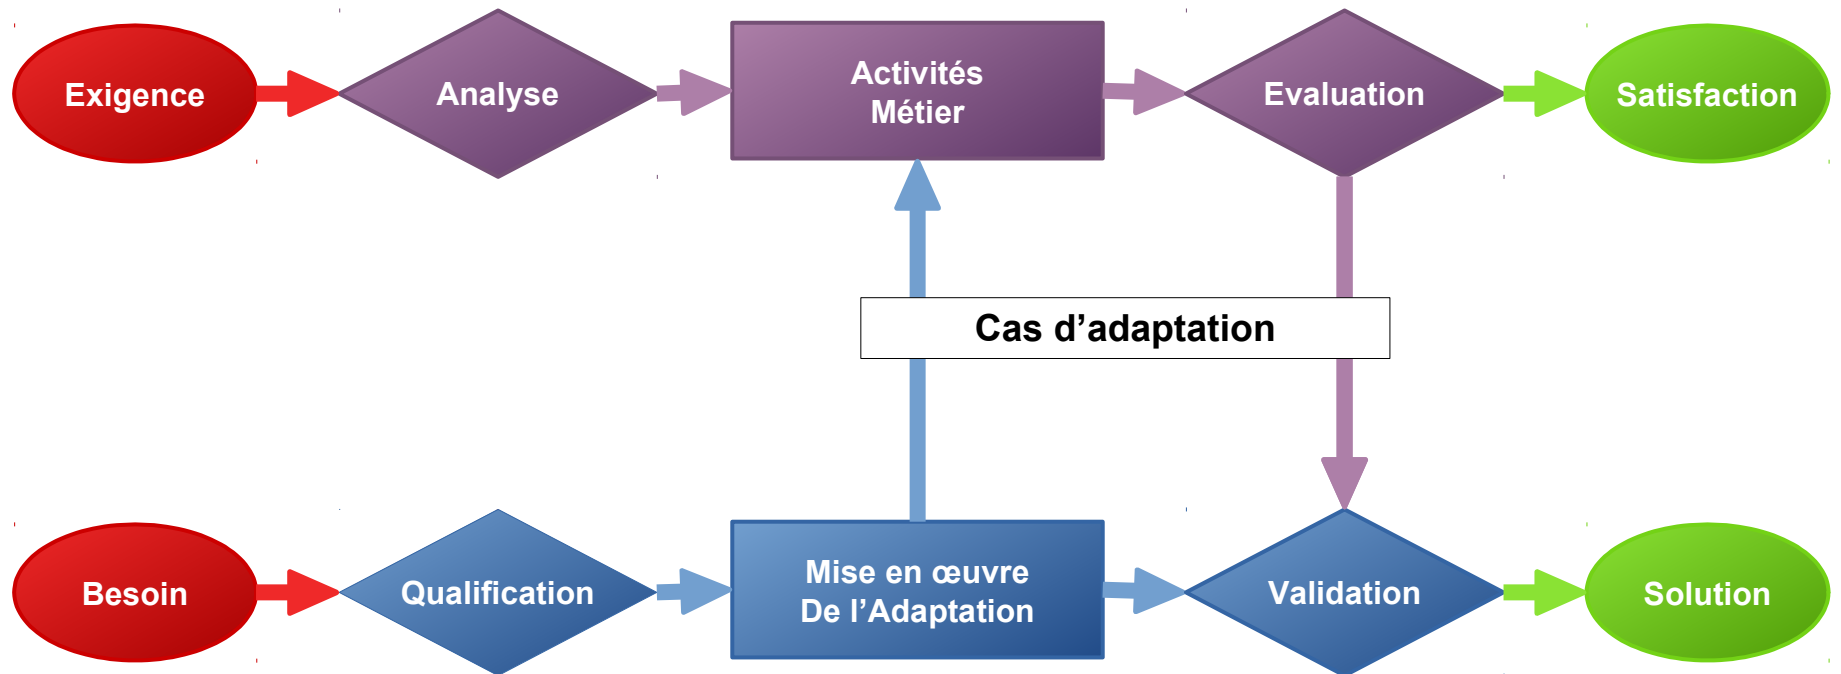 Exigence
Analyse
Activités
Métier
Evaluation
Satisfaction
Cas d’adaptation
Besoin
Qualification
Mise en œuvre
De l’Adaptation
Validation
Solution